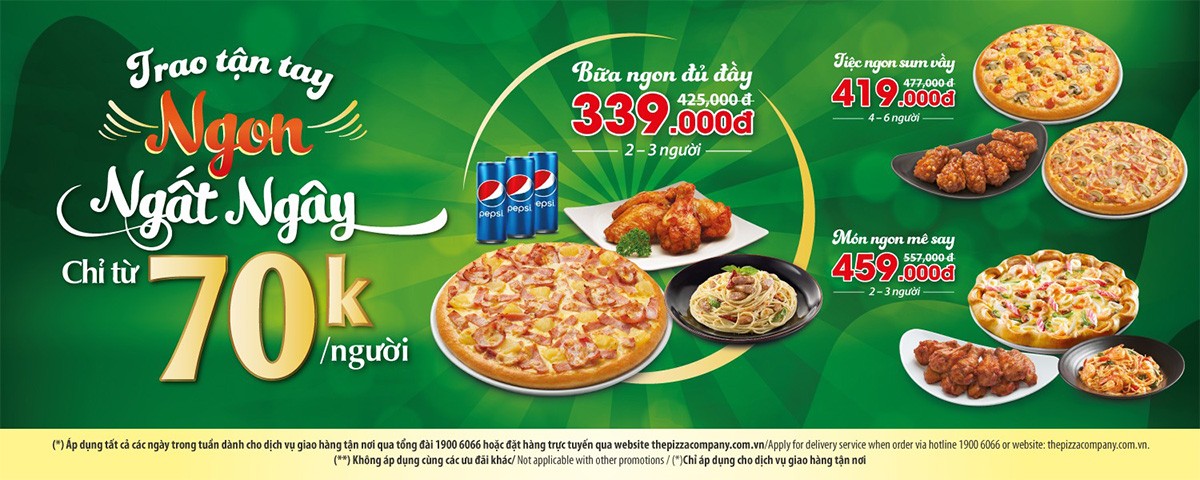 Trao tận tay
Ngon
Ngất Ngây
Chỉ từ
70k
/người
Bữa ngon đủ đầy
425,000 đ
339.000đ
2 – 3 người
pepsi
pepsi
pepsi
Tiệc ngon sum vầy
477,000 đ
419.000đ
4 – 6 người
Món ngon mê say
557,000 đ
459.000đ
2 – 3 người
(*) Áp dụng tất cả các ngày trong tuần dành cho dịch vụ giao hàng tận nơi qua tổng đài 1900 6066 hoặc đặt hàng trực tuyến qua website thepizzacompany.com.vn/Apply for delivery service when order via hotline 1900 6066 or website: thepizzacompany.com.vn.
(**) Không áp dụng cùng các ưu đãi khác/ Not applicable with other promotions / (*)Chỉ áp dụng cho dịch vụ giao hàng tận nơi